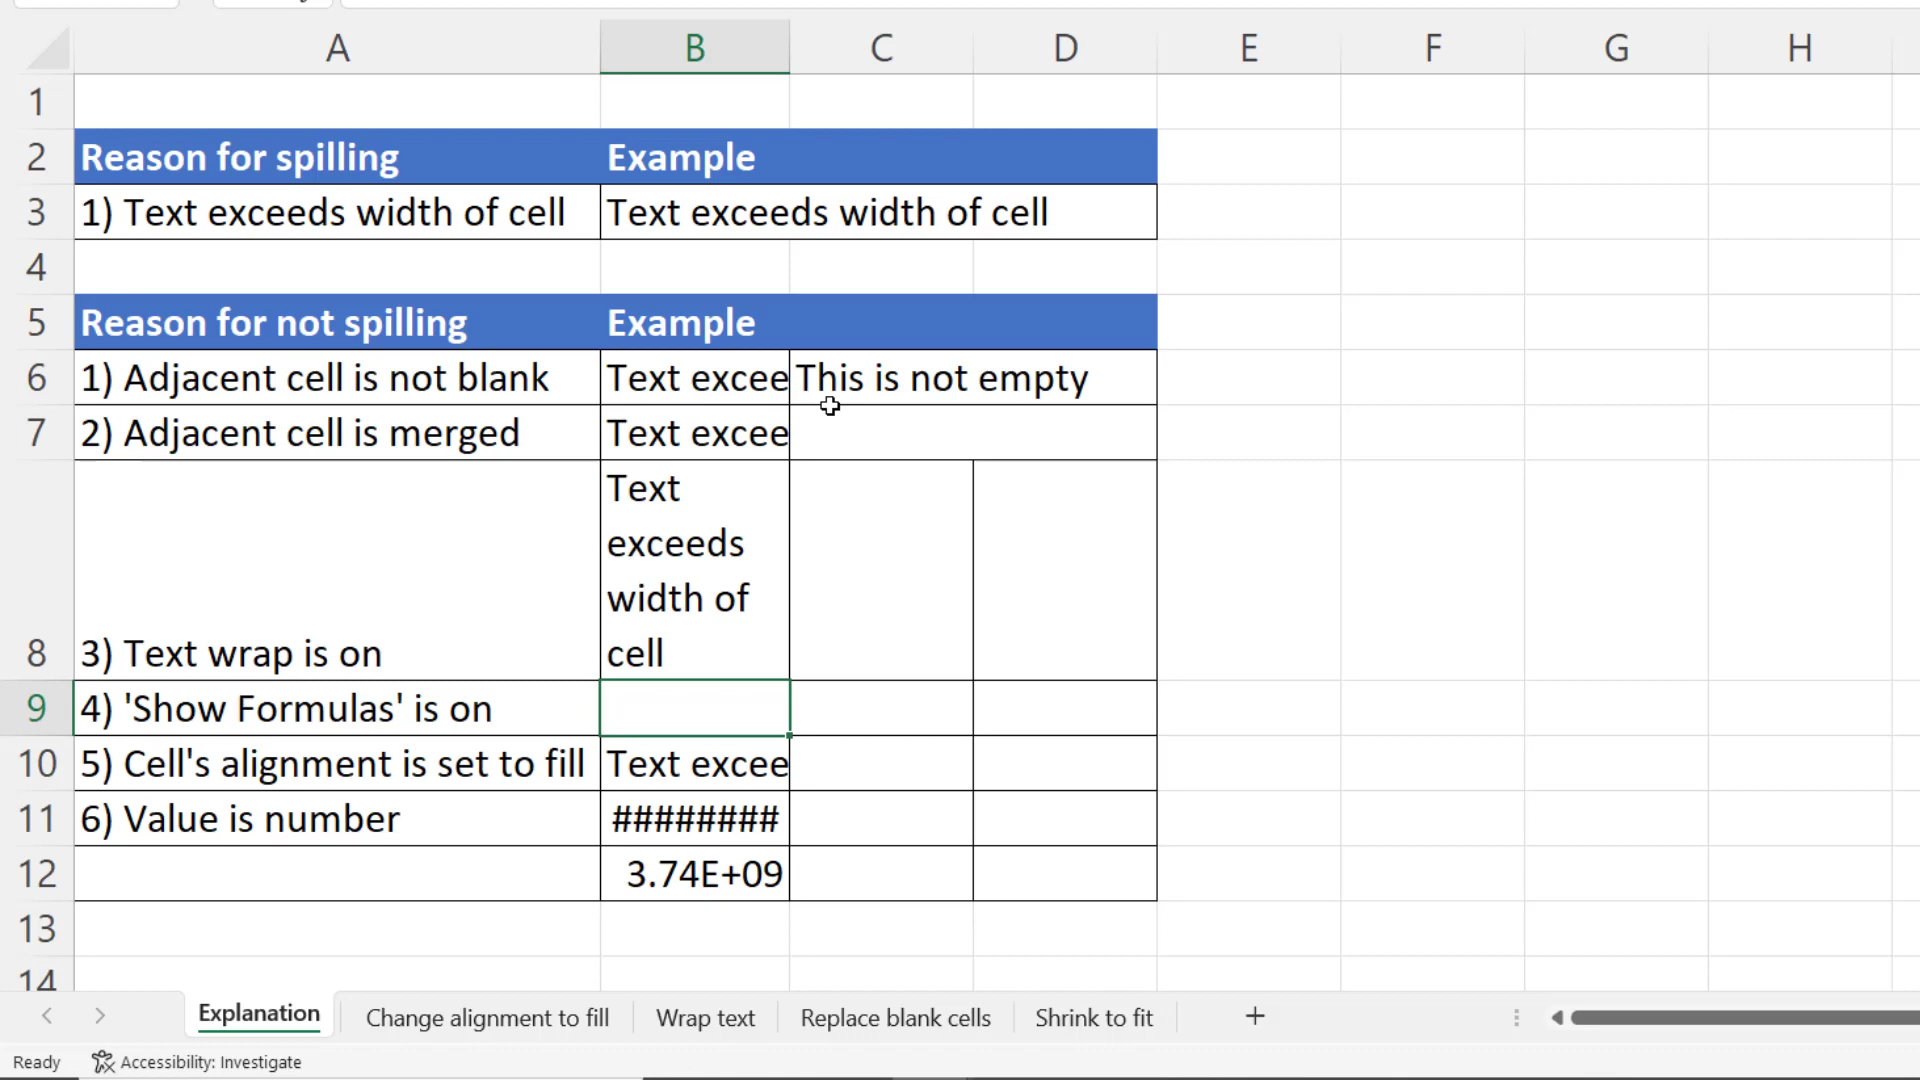 A B C D E F G H
1
2 Reason for spilling Example
3 1) Text exceeds width of cell Text exceeds width of cell
4
5 Reason for not spilling Example
6 1) Adjacent cell is not blank Text excee This is not empty
7 2) Adjacent cell is merged Text excee
Text
exceeds
width of
8 3) Text wrap is on cell
9 4) 'Show Formulas' is on
10 5) Cell's alignment is set to fill Text excee
11 6) Value is number ########
12 3.74E+09
13
14
Explanation Change alignment to fill Wrap text Replace blank cells Shrink to fit
Ready Accessibility: Investigate